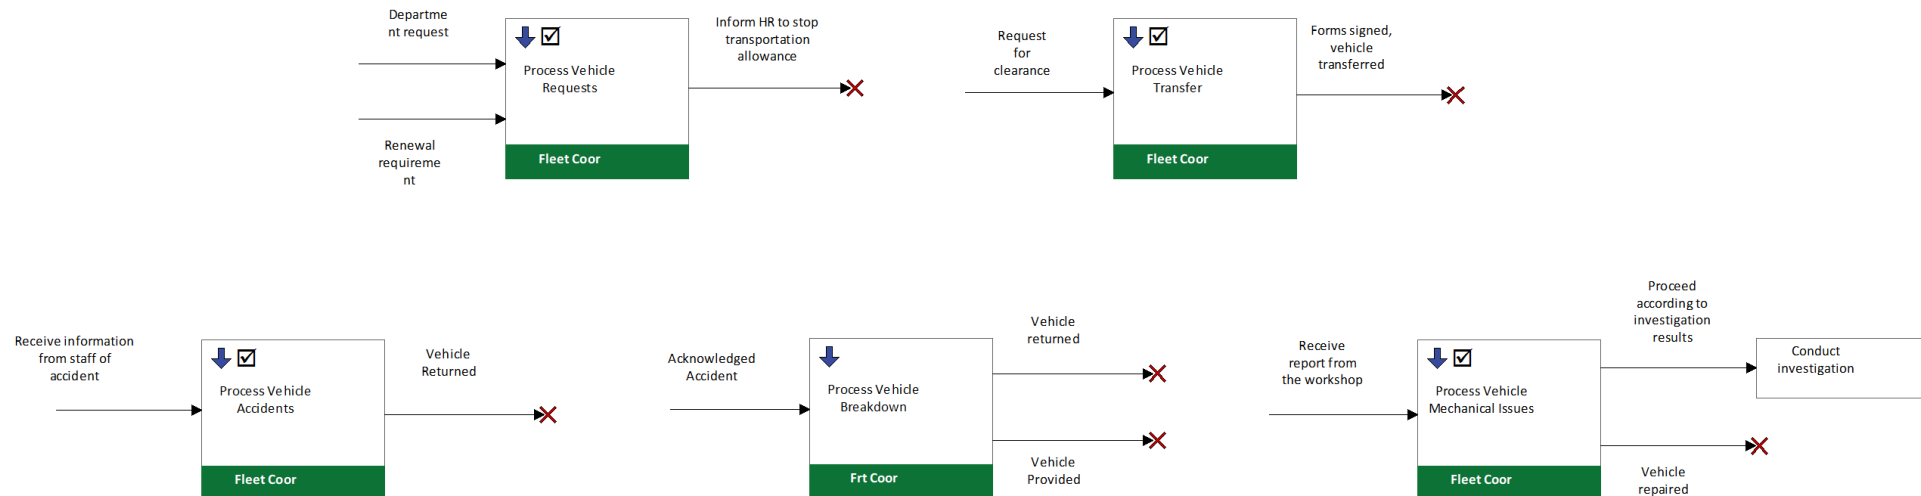 Departme
nt request
Renewal
requireme
nt
Process Vehicle
Requests
Fleet Coor
Inform HR to stop
transportation
allowance
Request
for
clearance
Process Vehicle
Transfer
Fleet Coor
Forms signed,
vehicle
transferred
Receive information
from staff of
accident
Process Vehicle
Accidents
Fleet Coor
Vehicle
Returned
Acknowledged
Accident
Process Vehicle
Breakdown
Frt Coor
Vehicle
returned
Vehicle
Provided
Receive
report from
the workshop
Process Vehicle
Mechanical Issues
Fleet Coor
Proceed
according to
investigation
results
Conduct
investigation
Vehicle
repaired